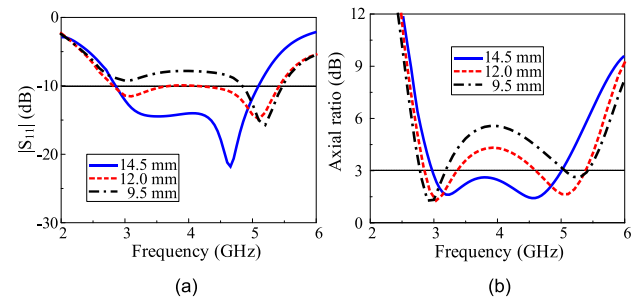 0
-10
-20
-30
|S11| (dB)
14.5 mm
12.0 mm
9.5 mm
2 3 4 5 6
Frequency (GHz)
(a)
12
9
6
3
0
Axial ratio (dB)
14.5 mm
12.0 mm
9.5 mm
2 3 4 5 6
Frequency (GHz)
(b)